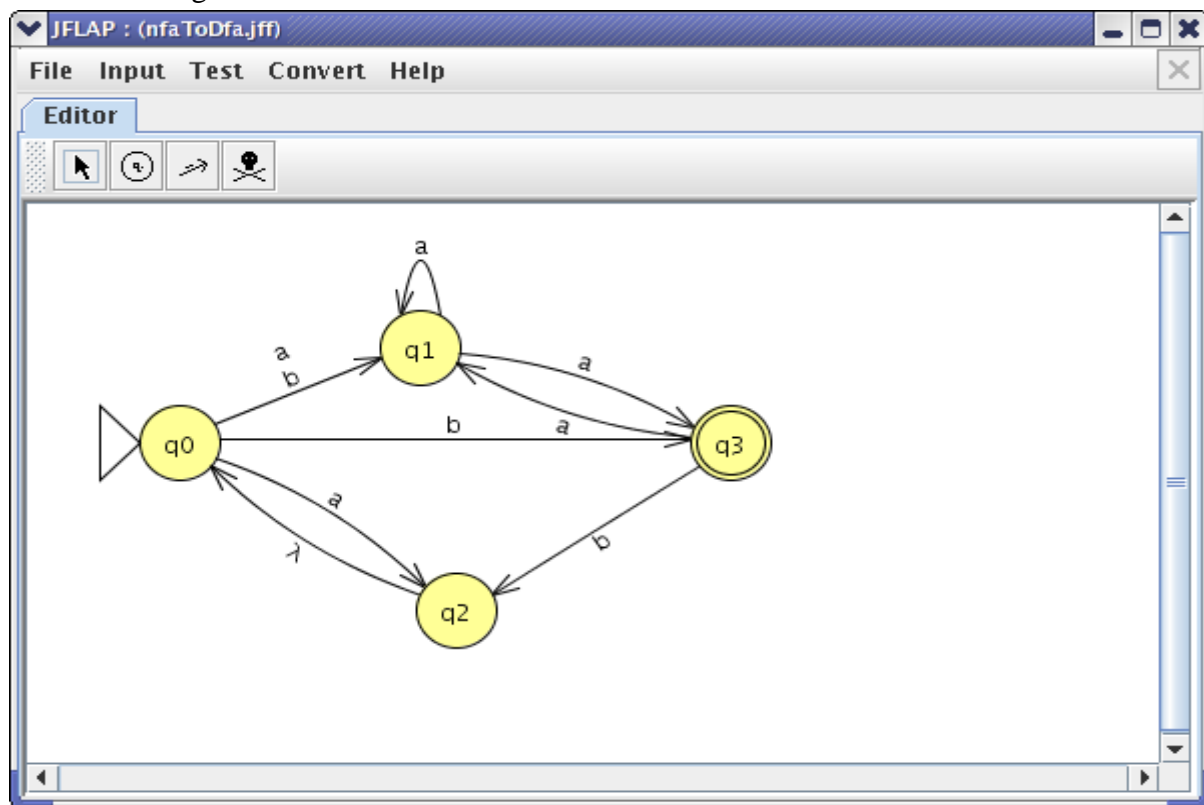 JFLAP : (nfaToDfa.jff)
File Input Test Convert Help
Editor
a
q1
a
b
a
a
b
q0
q3
a
λ
b
q2